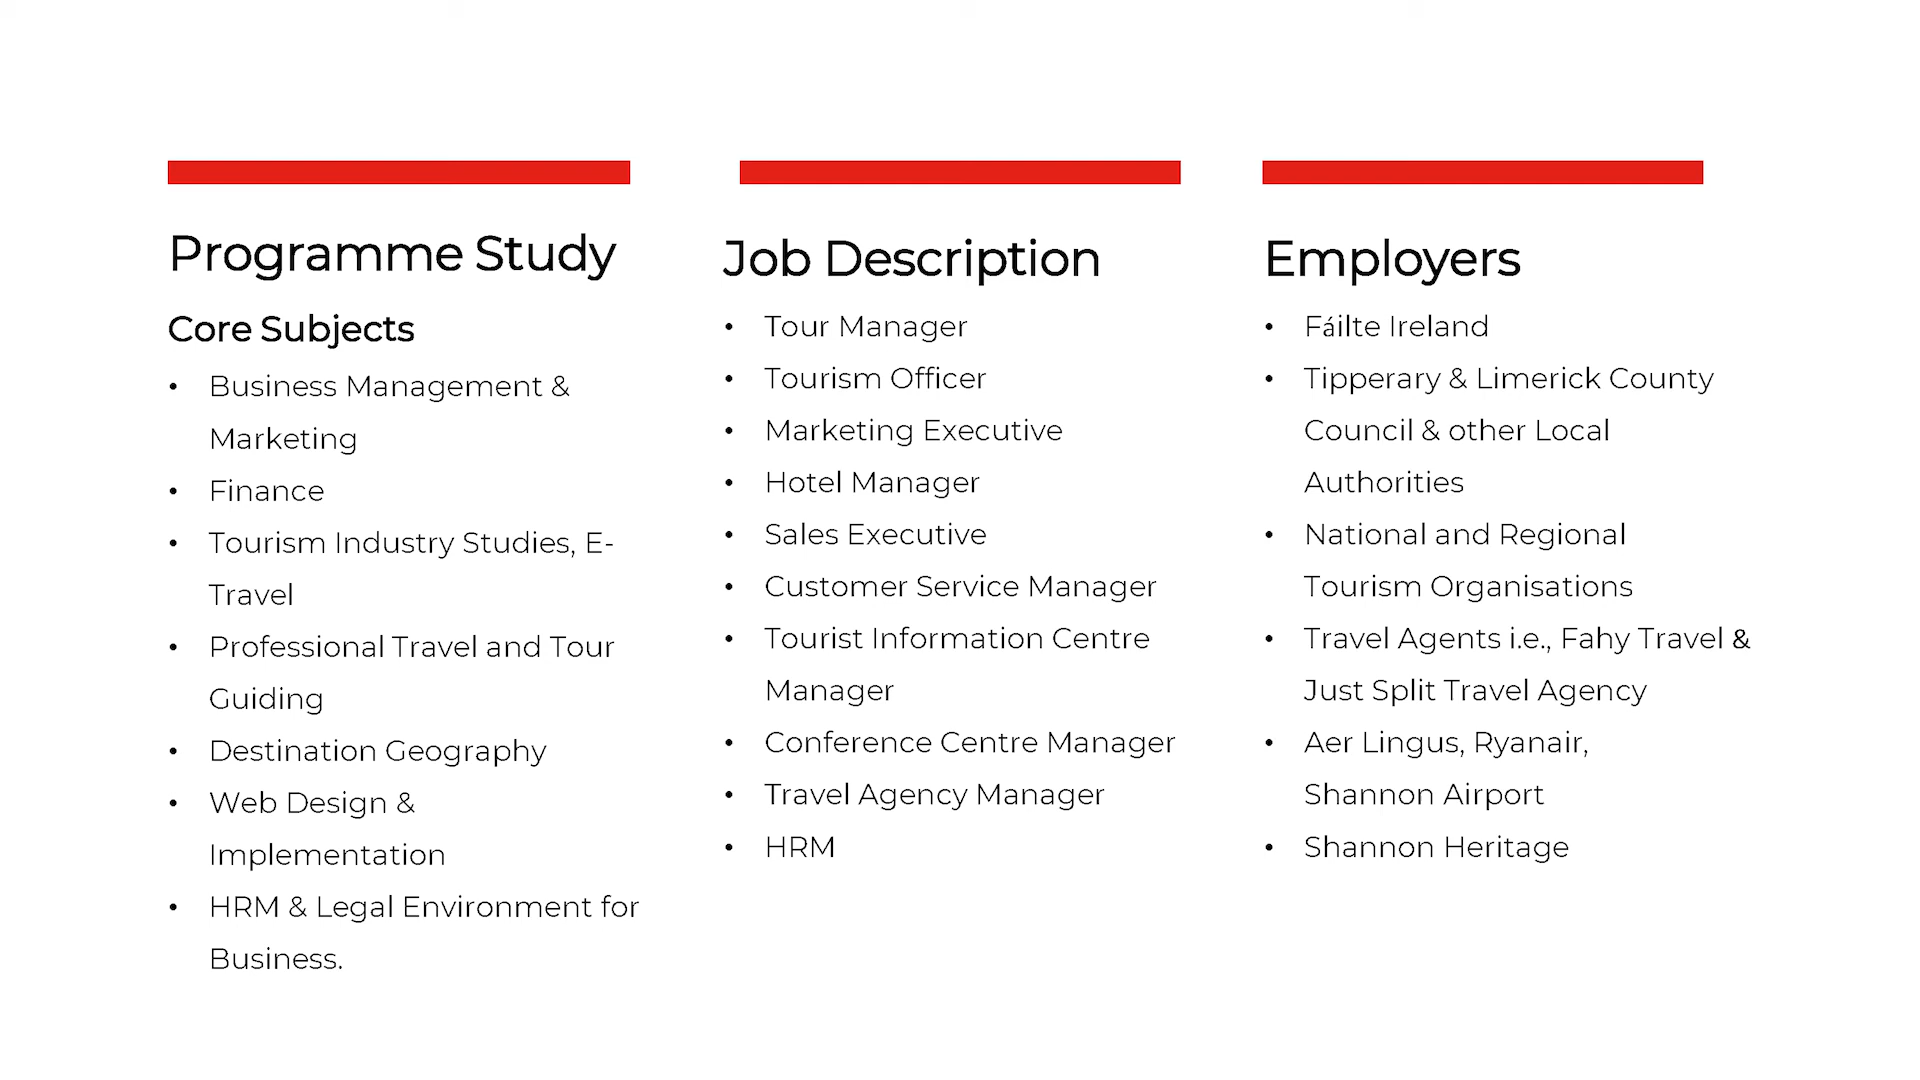 Programme Study
Core Subjects
• Business Management &
Marketing
• Finance
• Tourism Industry Studies, E-
Travel
• Professional Travel and Tour
Guiding
• Destination Geography
• Web Design &
Implementation
• HRM & Legal Environment for
Business.
Job Description
• Tour Manager
• Tourism Officer
• Marketing Executive
• Hotel Manager
• Sales Executive
• Customer Service Manager
• Tourist Information Centre
Manager
• Conference Centre Manager
• Travel Agency Manager
• HRM
Employers
• Fáilte Ireland
• Tipperary & Limerick County
Council & other Local
Authorities
• National and Regional
Tourism Organisations
• Travel Agents i.e., Fahy Travel &
Just Split Travel Agency
• Aer Lingus, Ryanair,
Shannon Airport
• Shannon Heritage